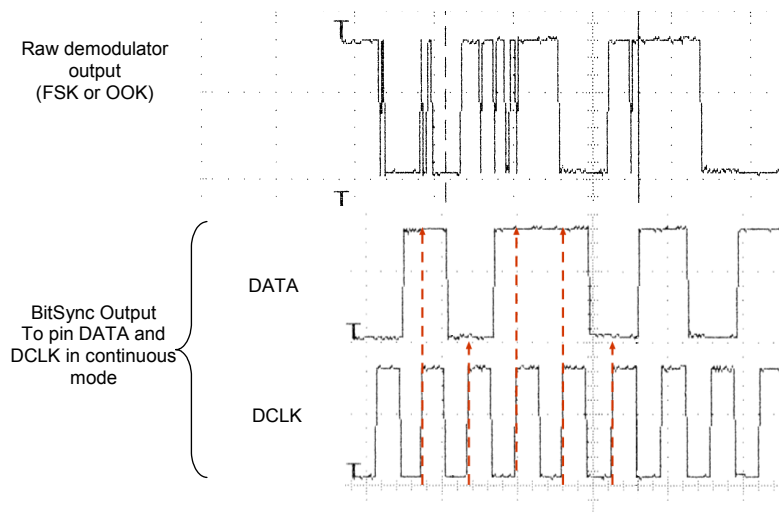 Raw demodulator
output
(FSK or OOK)
BitSync Output
To pin DATA and
DCLK in continuous
mode
DATA
DCLK